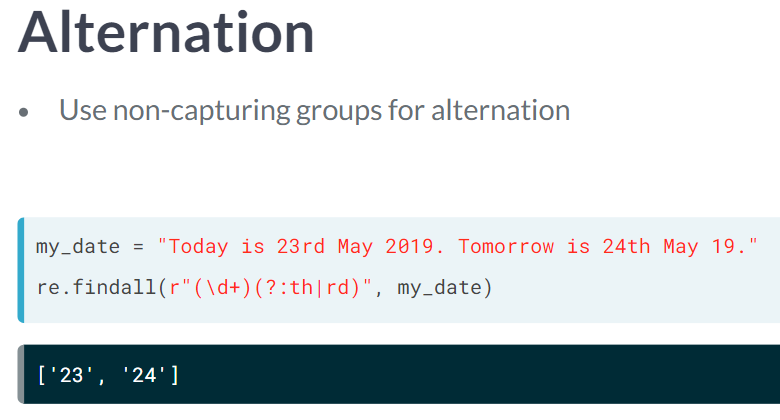 Alternation
• Use non-capturing groups for alternation
my_date = "Today is 23rd May 2019. Tomorrow is 24th May 19."
re.findall(r"(\d+)(?:th|rd)", my_date)
['23', '24']